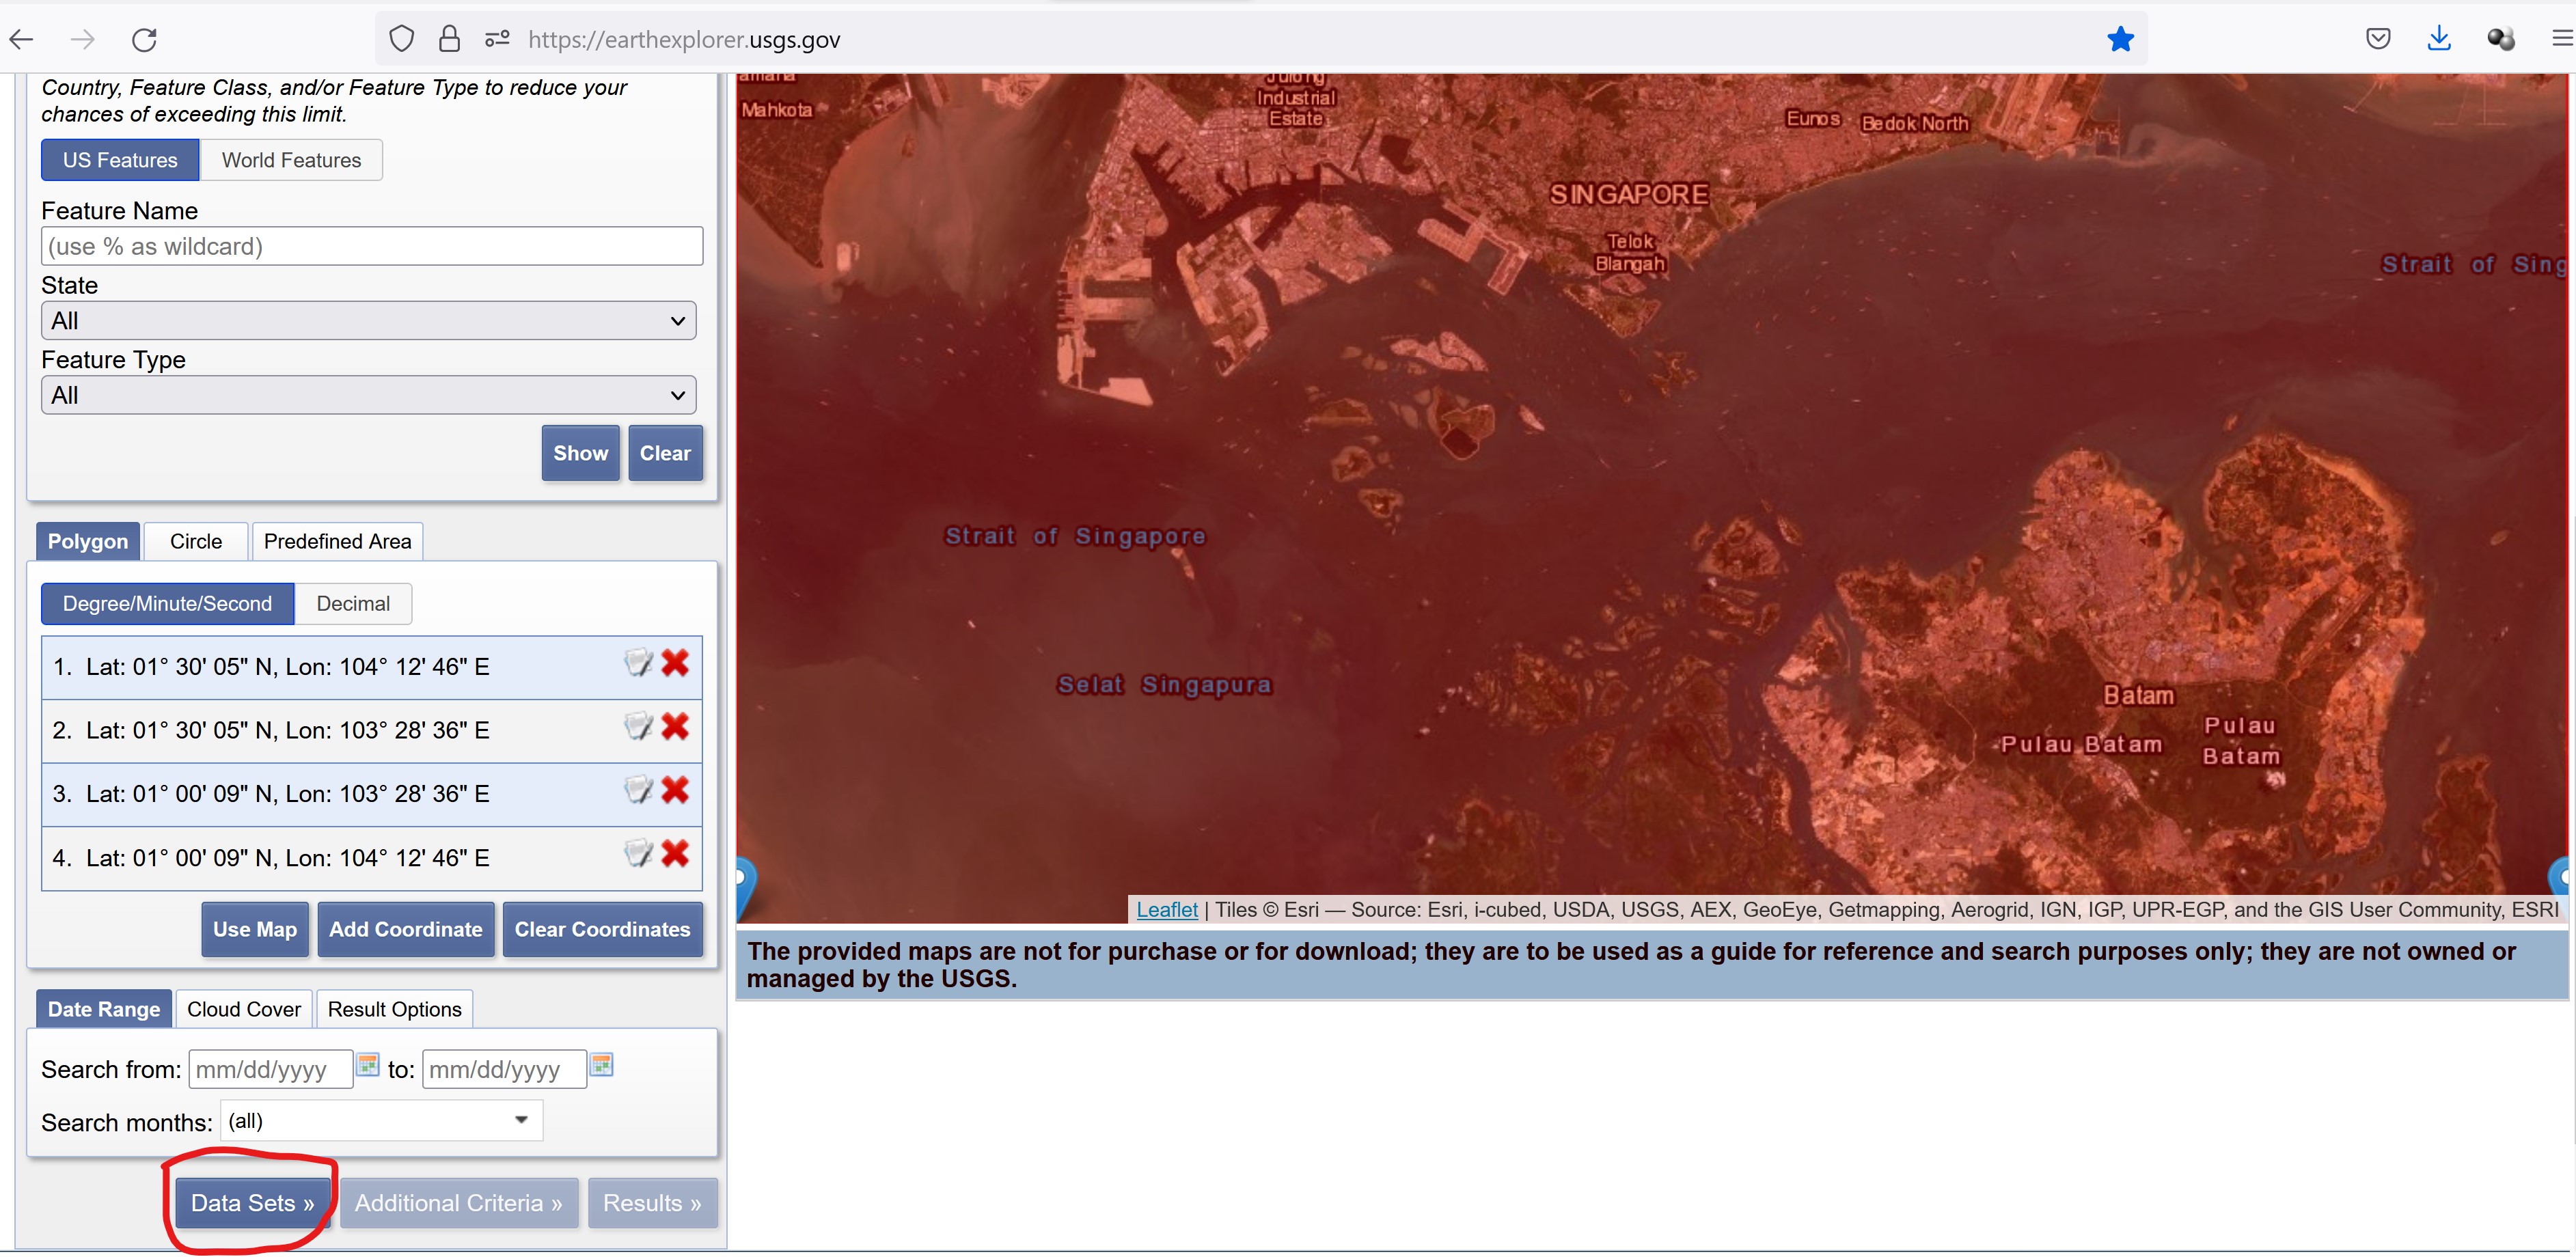 https://earthexplorer.usgs.gov
Country, Feature Class, and/or Feature Type to reduce your
chances of exceeding this limit.
US Features World Features
Feature Name
(use % as wildcard)
State
All
Feature Type
All
Show Clear
Polygon Circle Predefined Area
Degree/Minute/Second Decimal
1. Lat: 01° 30' 05" N, Lon: 104° 12' 46" E
2. Lat: 01° 30' 05" N, Lon: 103° 28' 36" E
3. Lat: 01° 00' 09" N, Lon: 103° 28' 36" E
4. Lat: 01° 00' 09" N, Lon: 104° 12' 46" E
Use Map Add Coordinate Clear Coordinates
Date Range Cloud Cover Result Options
Search from: mm/dd/yyyy to: mm/dd/yyyy
Search months: (all)
Data Sets » Additional Criteria » Results »
Mahkota
Industrial
Estate
Eunos Bedok North
SINGAPORE
Telok
Blangah
Strait of Sing
Strait of Singapore
Selat Singapura
Batam
Pulau Batam
Pulau
Batam
Leaflet | Tiles © Esri — Source: Esri, i-cubed, USDA, USGS, AEX, GeoEye, Getmapping, Aerogrid, IGN, IGP, UPR-EGP, and the GIS User Community, ESRI
The provided maps are not for purchase or for download; they are to be used as a guide for reference and search purposes only; they are not owned or
managed by the USGS.